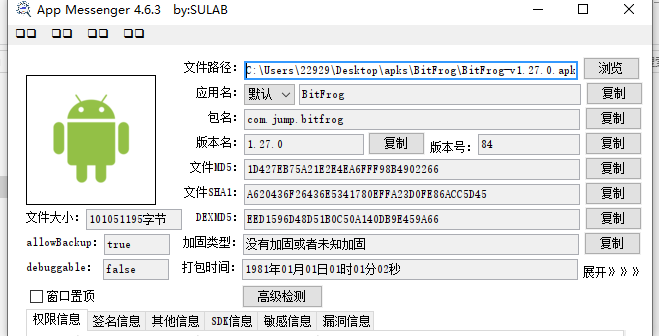 App Messenger 4.6.3 by:SULAB
文件路径: C:\Users\22929\Desktop\apks\BitFrog\BitFrog-v1.27.0.apk 浏览
应用名: 默认 BitFrog 复制
包名: com.jump.bitfrog 复制
版本名: 1.27.0 复制 版本号: 84 复制
文件MD5: 1D427EB75A21E2E4EA6FFF98B4902266 复制
文件SHA1: A620436F26436E5341780EFFA23D0FE86ACC5D45 复制
文件大小: 101051195字节 DEXMD5: EED1596D48D51B0C50A140DB9E459A66 复制
allowBackup: true 加固类型: 没有加固或者未知加固 复制
debuggable: false 打包时间: 1981年01月01日01时01分02秒 展开》》》
窗口置顶 高级检测
权限信息 签名信息 其他信息 SDK信息 敏感信息 漏洞信息